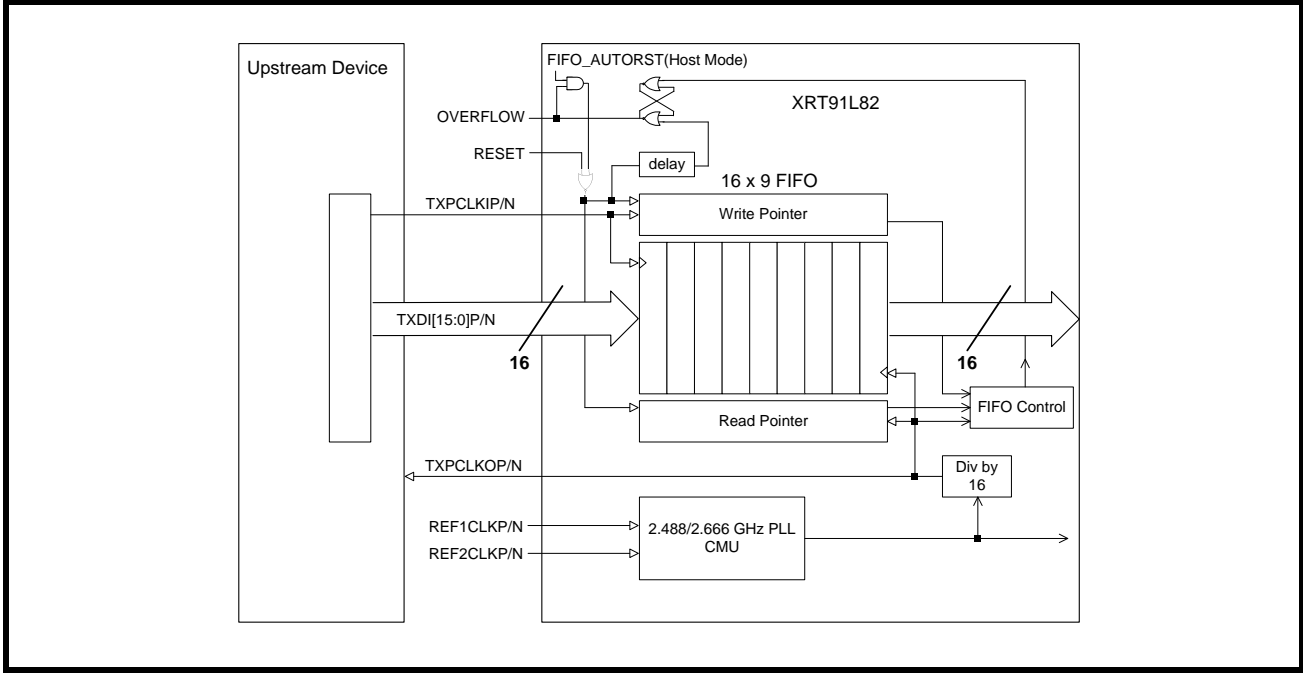 Upstream Device
FIFO_AUTORST(Host Mode)
XRT91L82
OVERFLOW
RESET
delay
16 x 9 FIFO
TXPCLKIP/N
Write Pointer
TXDI[15:0]P/N
16
16
FIFO Control
Read Pointer
TXPCLKOP/N
Div by
16
REF1CLKP/N
2.488/2.666 GHz PLL
CMU
REF2CLKP/N